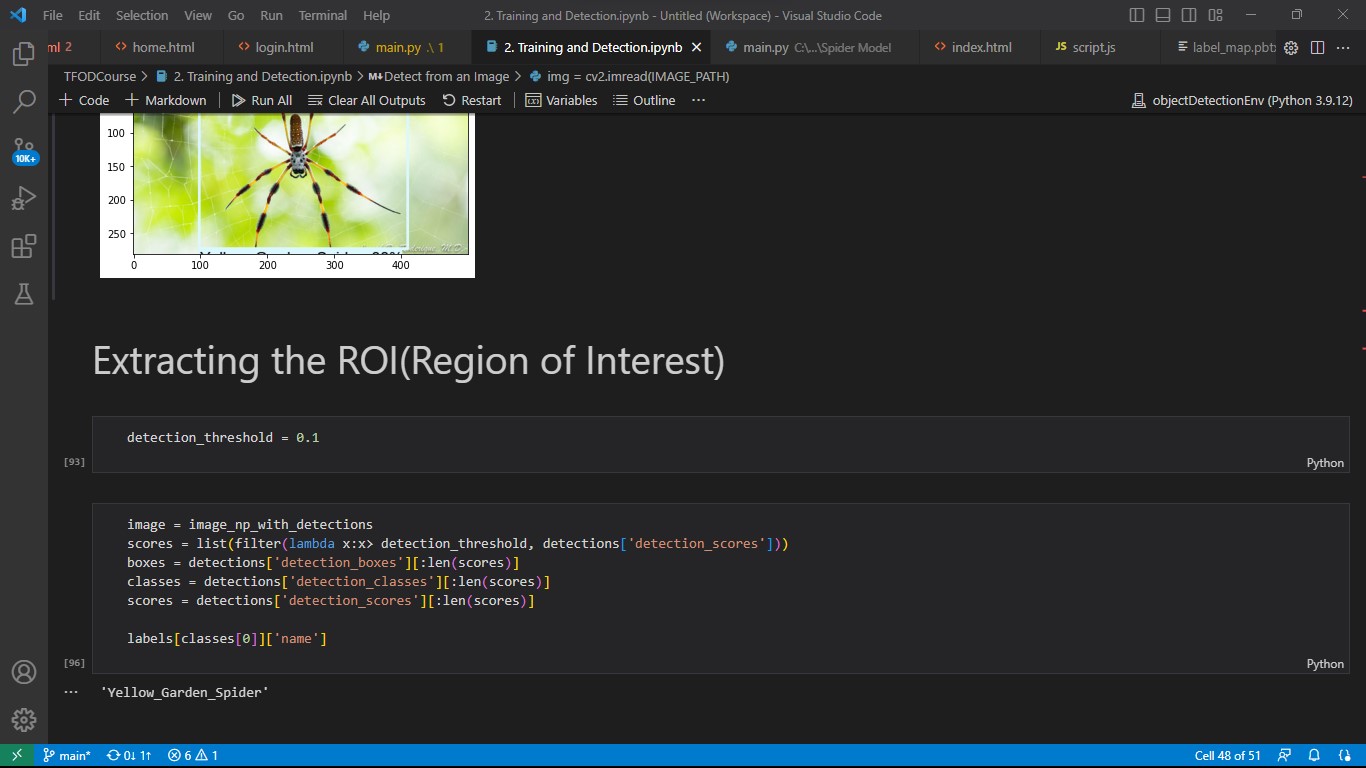 File Edit Selection View Go Run Terminal Help 2. Training and Detection.ipynb - Untitled (Workspace) - Visual Studio Code
ml 2 home.html login.html main.py .\ 1 2. Training and Detection.ipynb main.py C:\...\Spider Model index.html JS script.js label_map.pbt
TFODCourse > 2. Training and Detection.ipynb > M↓Detect from an Image > img = cv2.imread(IMAGE_PATH)
+ Code + Markdown Run All Clear All Outputs Restart Variables Outline ... objectDetectionEnv (Python 3.9.12)
10K+
100
150
200
250
0 100 200 300 400
Extracting the ROI(Region of Interest)
detection_threshold = 0.1
[93] Python
image = image_np_with_detections
scores = list(filter(lambda x:x> detection_threshold, detections['detection_scores']))
boxes = detections['detection_boxes'][:len(scores)]
classes = detections['detection_classes'][:len(scores)]
scores = detections['detection_scores'][:len(scores)]
labels[classes[0]]['name']
[96] Python
... 'Yellow_Garden_Spider'
main* 0↓ 1↑ 6 1 Cell 48 of 51